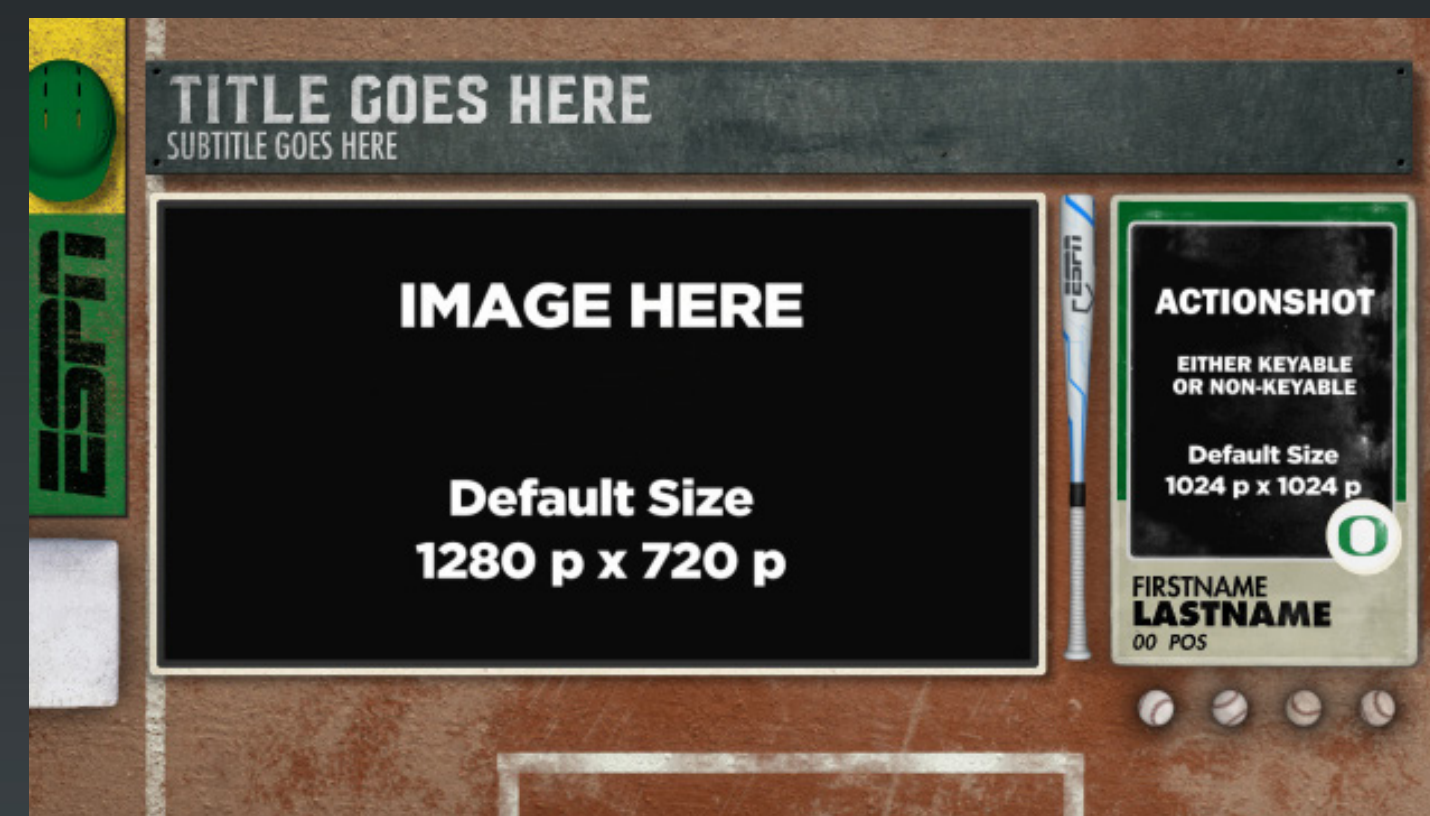 TITLE GOES HERE
SUBTITLE GOES HERE
ESPN
IMAGE HERE
Default Size
1280 p x 720 p
ESPN
ACTIONSHOT
EITHER KEYABLE
OR NON-KEYABLE
Default Size
1024 p x 1024 p
O
FIRSTNAME
LASTNAME
00 POS